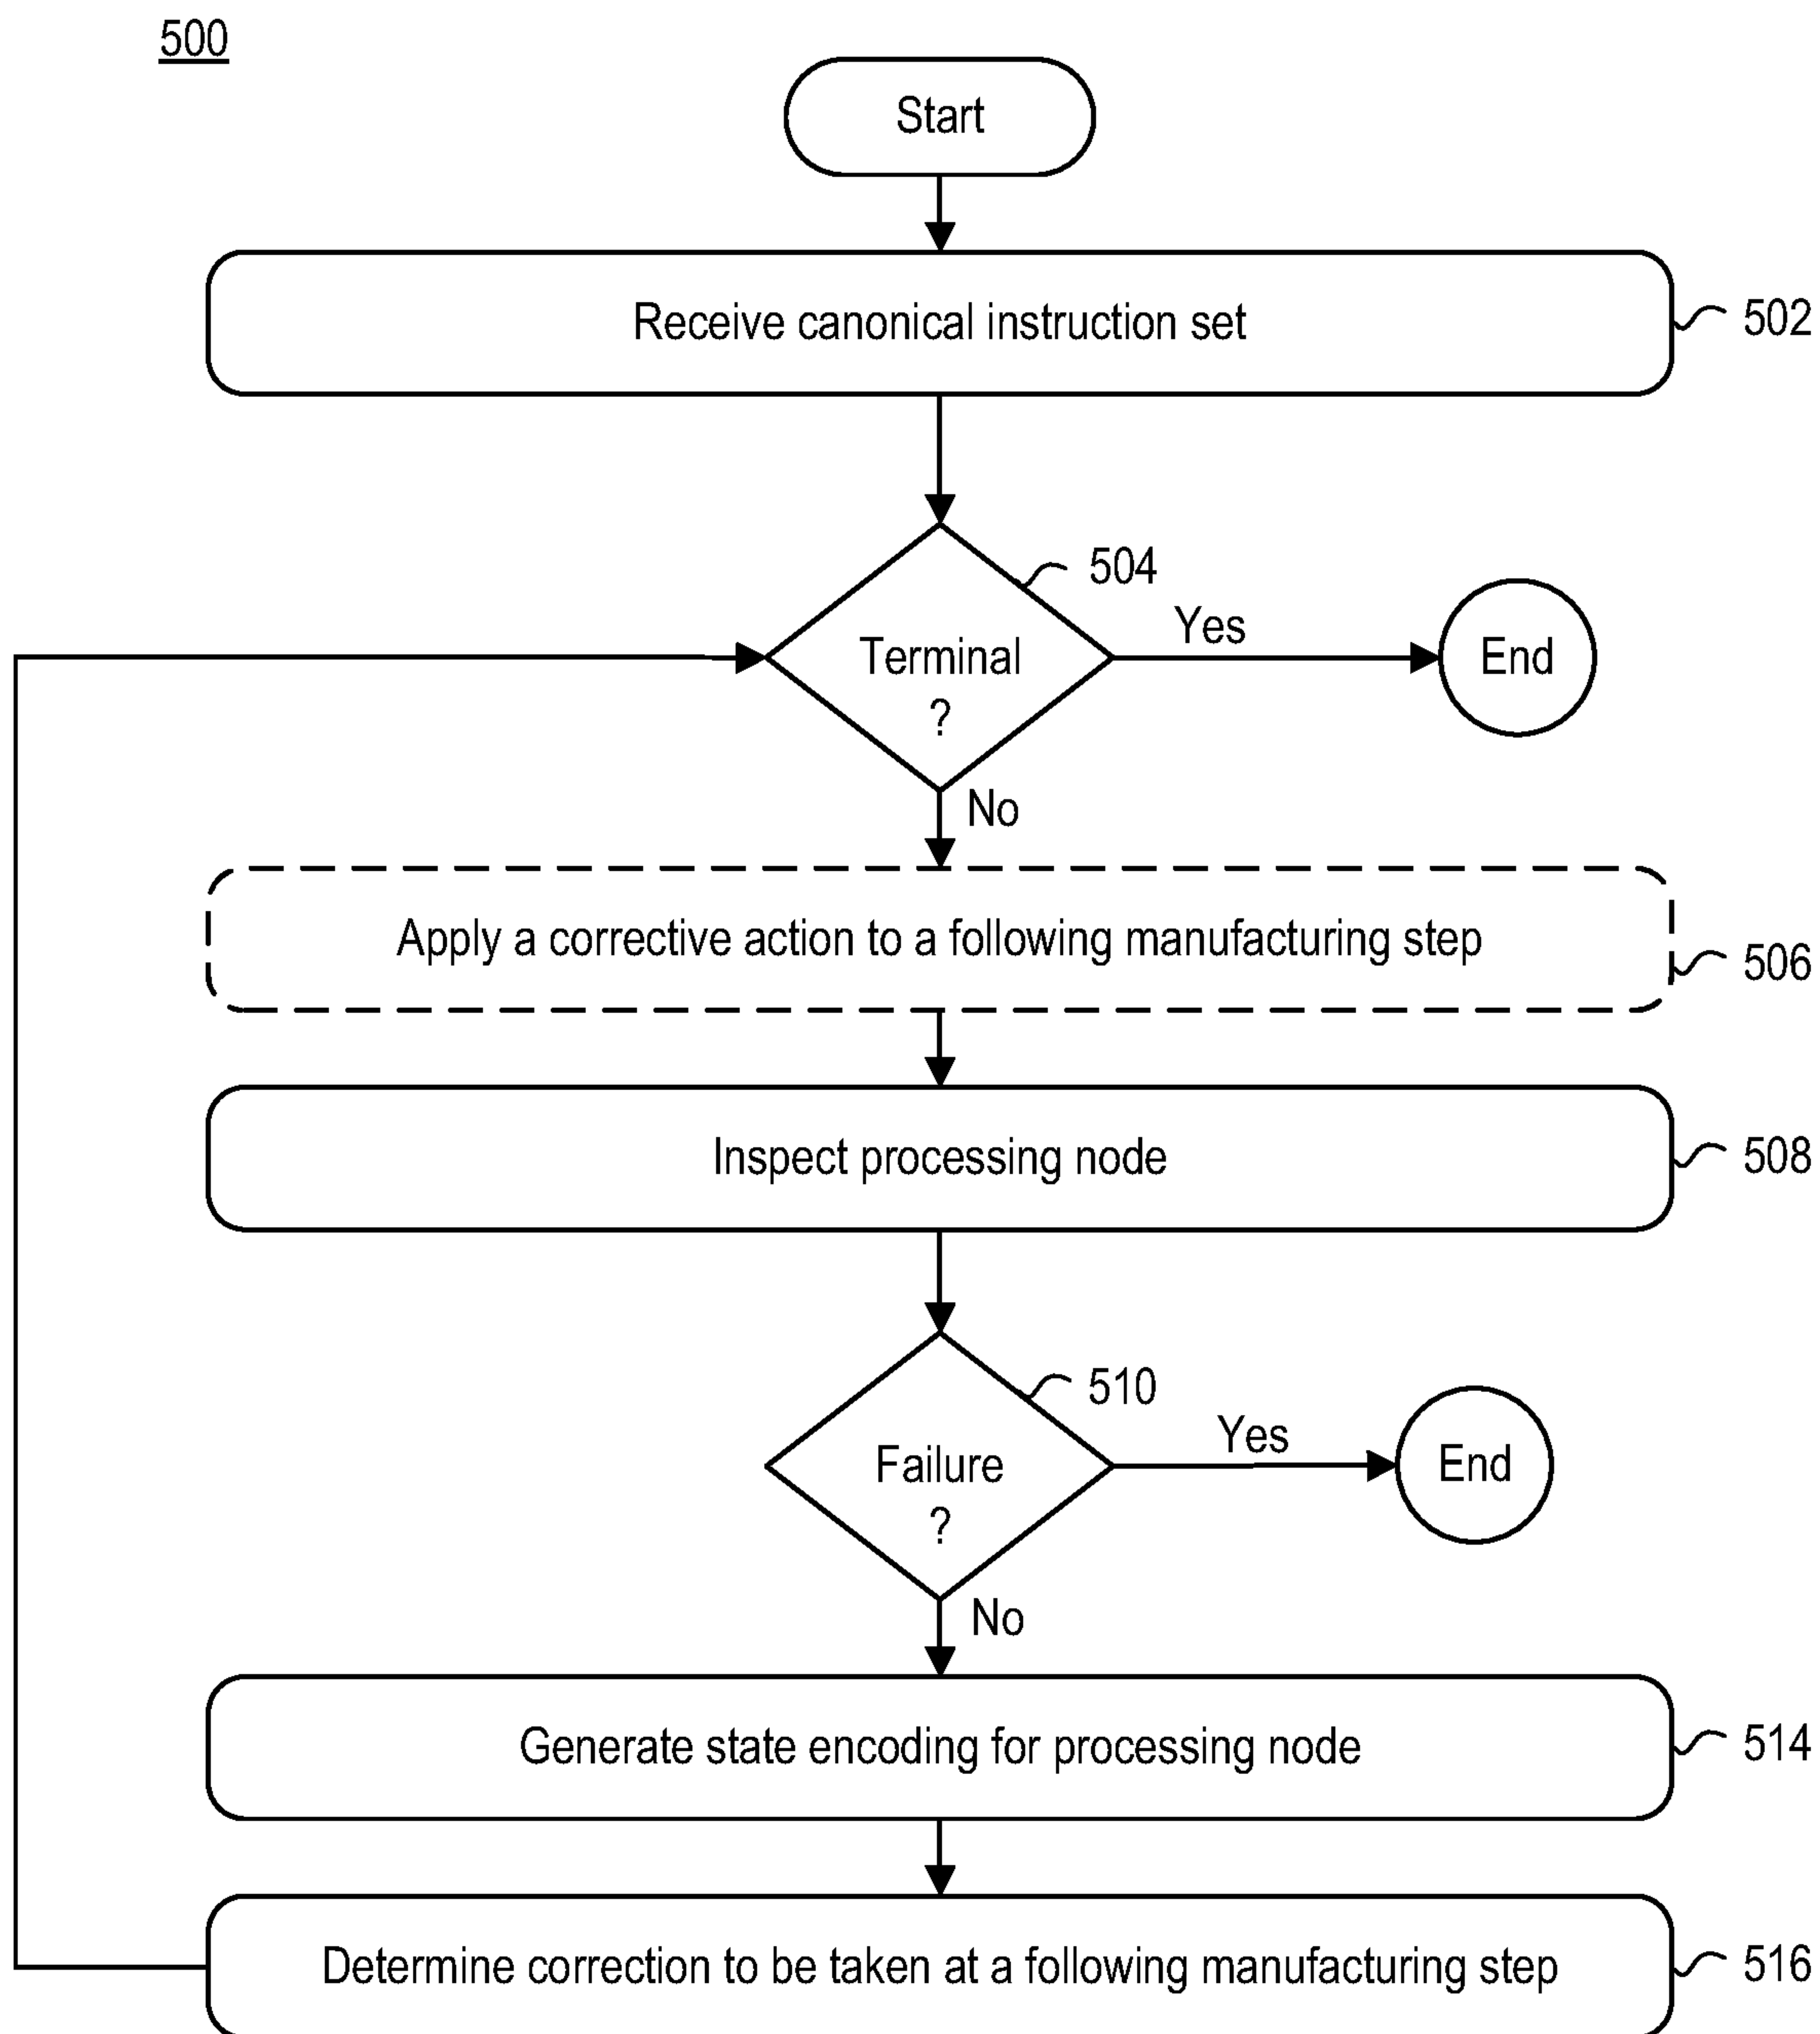 500
Start
Receive canonical instruction set
502
504
Terminal
?
Yes
End
No
Apply a corrective action to a following manufacturing step
506
Inspect processing node
508
510
Failure
?
Yes
End
No
Generate state encoding for processing node
514
Determine correction to be taken at a following manufacturing step
516